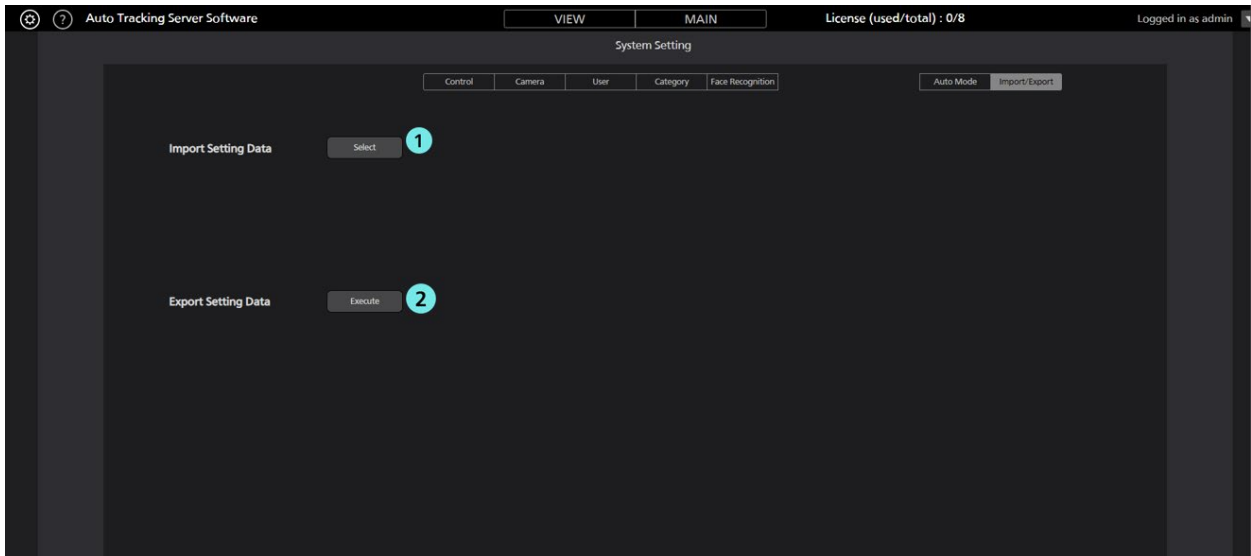 ? Auto Tracking Server Software VIEW MAIN License (used/total) : 0/8 Logged in as admin
System Setting
Control Camera User Category Face Recognition Auto Mode Import/Export
Import Setting Data Select 1
Export Setting Data Execute 2